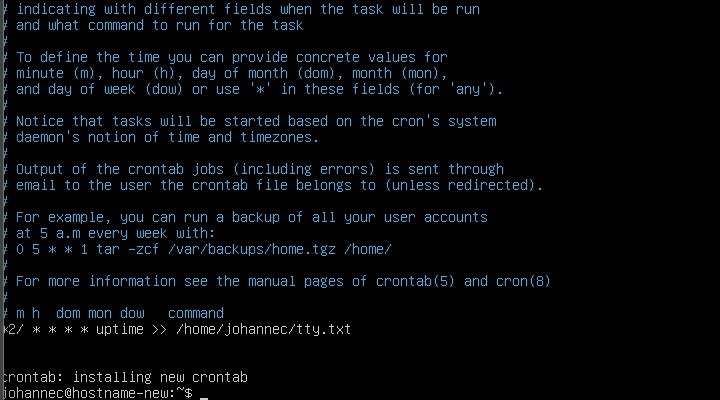 # indicating with different fields when the task will be run
# and what command to run for the task
#
# To define the time you can provide concrete values for
# minute (m), hour (h), day of month (dom), month (mon),
# and day of week (dow) or use '*' in these fields (for 'any').
#
# Notice that tasks will be started based on the cron's system
# daemon's notion of time and timezones.
#
# Output of the crontab jobs (including errors) is sent through
# email to the user the crontab file belongs to (unless redirected).
#
# For example, you can run a backup of all your user accounts
# at 5 a.m every week with:
# 0 5 * * 1 tar -zcf /var/backups/home.tgz /home/
#
# For more information see the manual pages of crontab(5) and cron(8)
#
# m h  dom mon dow   command
*2/ * * * * uptime >> /home/johannec/tty.txt
crontab: installing new crontab
johannec@hostname-new:~$ _